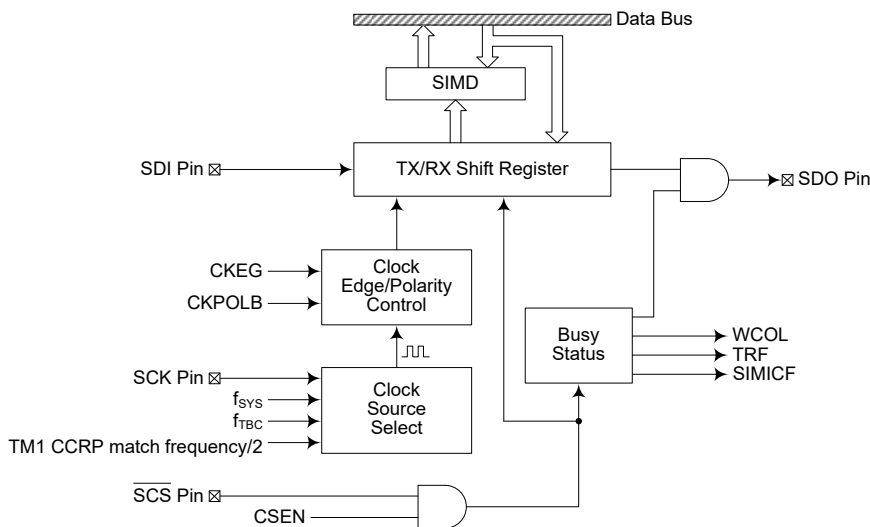 Data Bus
SIMD
SDI Pin
TX/RX Shift Register
SDO Pin
CKEG
CKPOLB
Clock
Edge/Polarity
Control
Busy
Status
WCOL
TRF
SIMICF
SCK Pin
fSYS
fTBC
TM1 CCRP match frequency/2
Clock
Source
Select
SCS Pin
CSEN